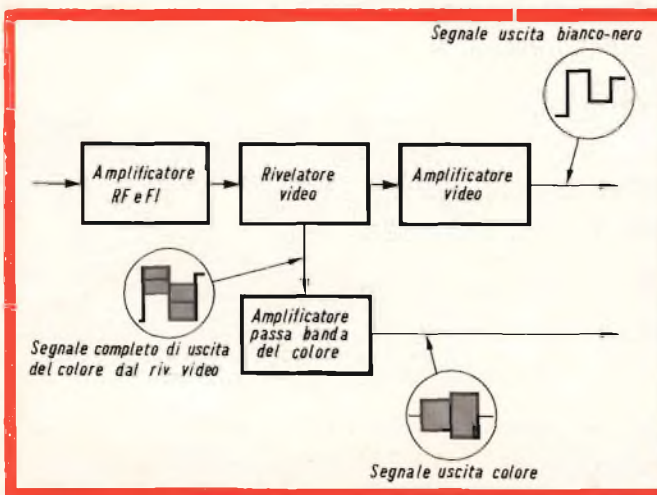 Segnale uscita bianco-nero
Amplificatore
RF e FI
Rivelatore
video
Amplificatore
video
Amplificatore
passa banda
del colore
Segnale completo di uscita
del colore dal riv. video
Segnale uscita colore